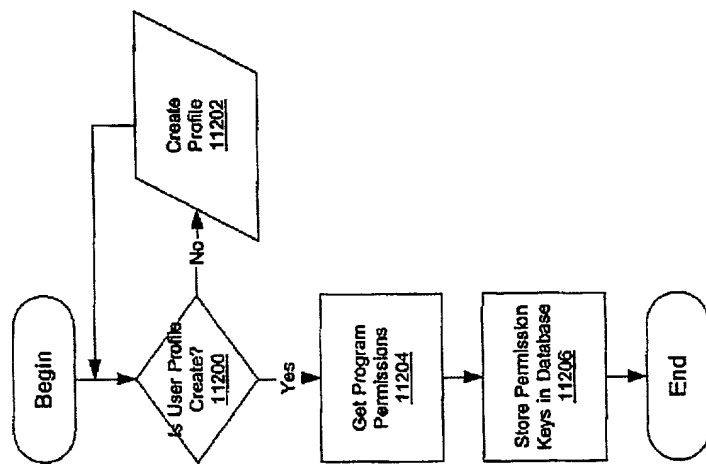 Begin
Is User Profile
Create?
11200
No
Create
Profile
11202
Yes
Get Program
Permissions
11204
Store Permission
Keys in Database
11206
End